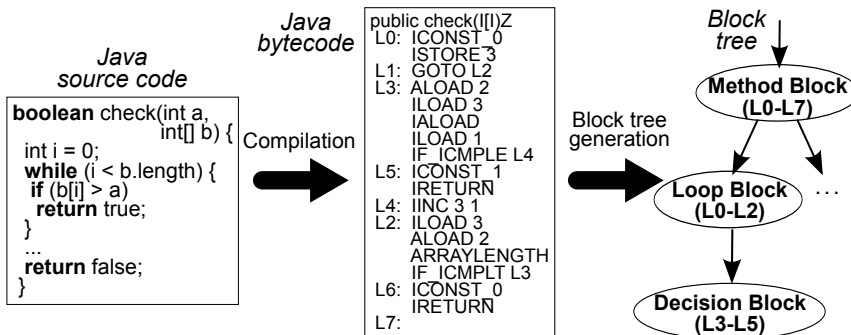 Java
source code
boolean check(int a,
int[] b) {
int i = 0;
while (i < b.length) {
if (b[i] > a)
return true;
}
...
return false;
}
Compilation
Java
bytecode
public check(I[I)Z
L0: ICONST_0
ISTORE 3
L1: GOTO L2
L3: ALOAD 2
ILOAD 3
IALOAD
ILOAD 1
IF_ICMPLE L4
L5: ICONST_1
IRETURN
L4: IINC 3 1
L2: ILOAD 3
ALOAD 2
ARRAYLENGTH
IF_ICMPLT L3
L6: ICONST_0
IRETURN
L7:
Block tree
generation
Block
tree
Method Block
(L0-L7)
Loop Block
(L0-L2)
...
Decision Block
(L3-L5)